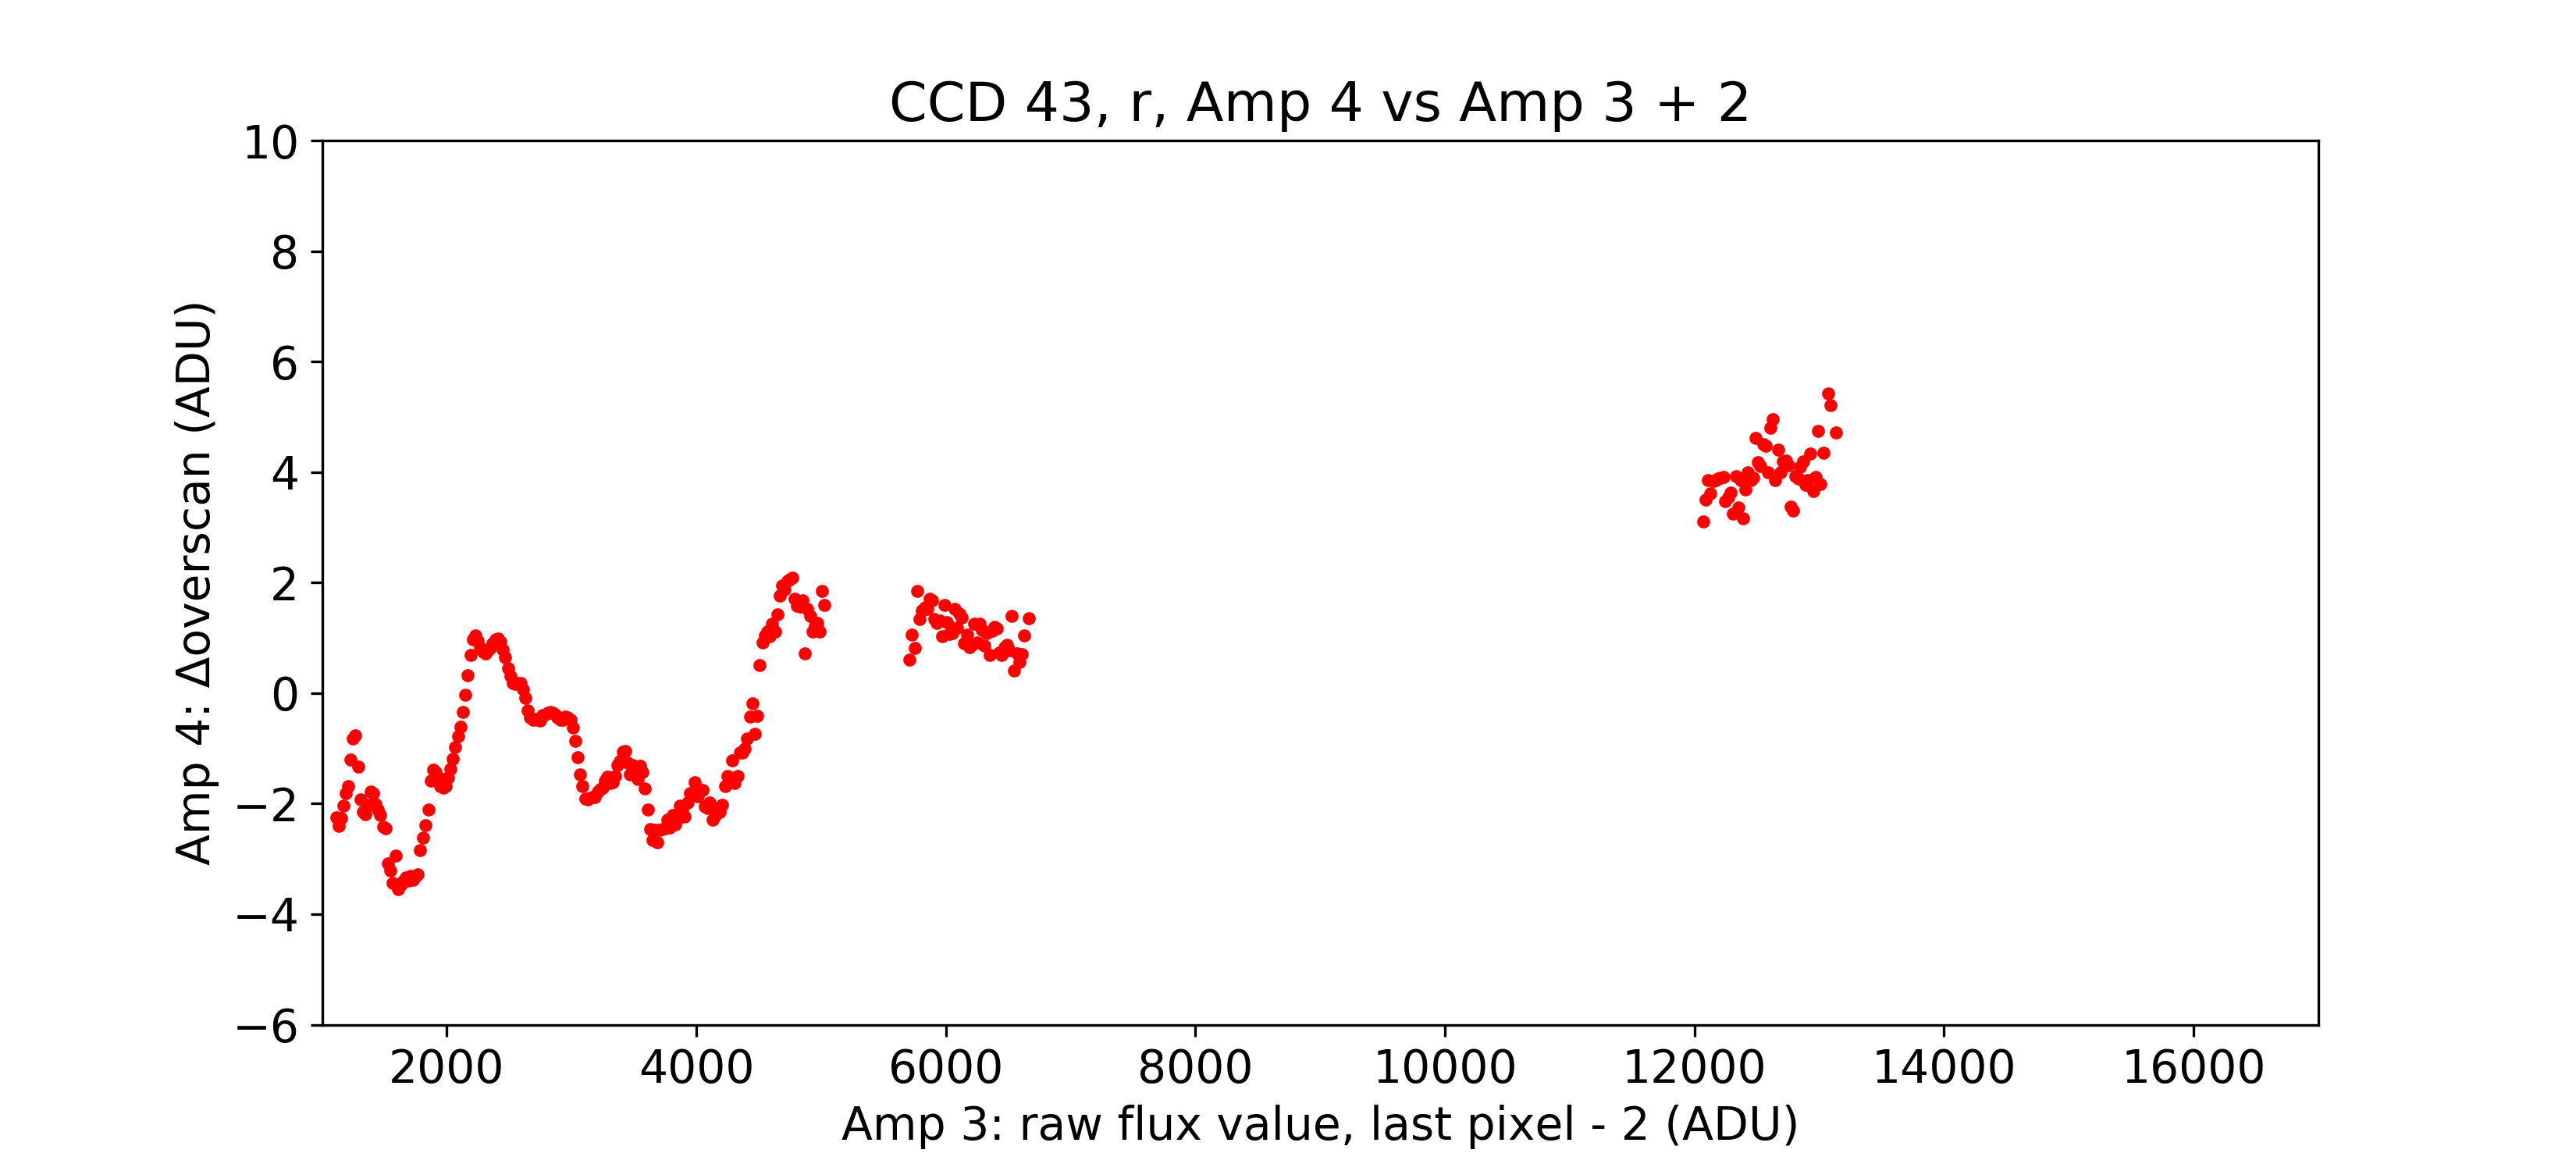 CCD 43, r, Amp 4 vs Amp 3 + 2
10
8
6
4
2
0
−2
−4
−6
Amp 4: Δoverscan (ADU)
2000 4000 6000 8000 10000 12000 14000 16000
Amp 3: raw flux value, last pixel - 2 (ADU)